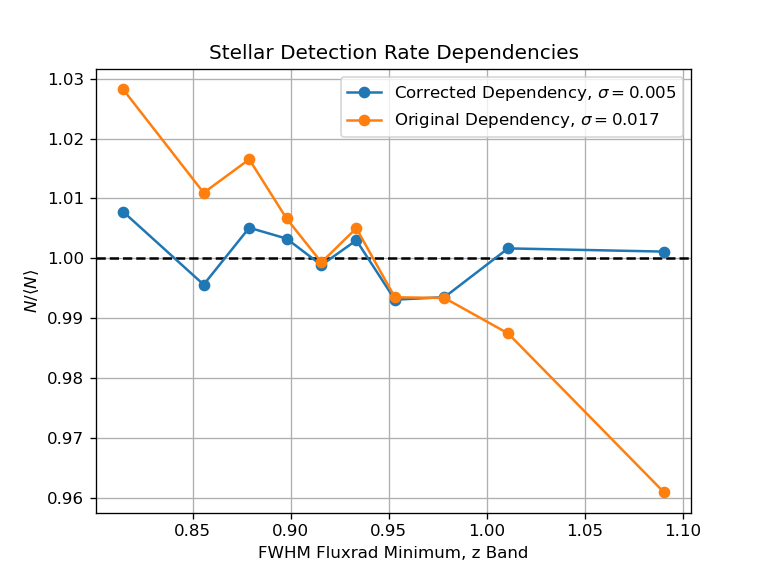 Stellar Detection Rate Dependencies
Corrected Dependency, σ = 0.005
Original Dependency, σ = 0.017
1.03
1.02
1.01
1.00
0.99
0.98
0.97
0.96
N/⟨N⟩
0.85 0.90 0.95 1.00 1.05 1.10
FWHM Fluxrad Minimum, z Band